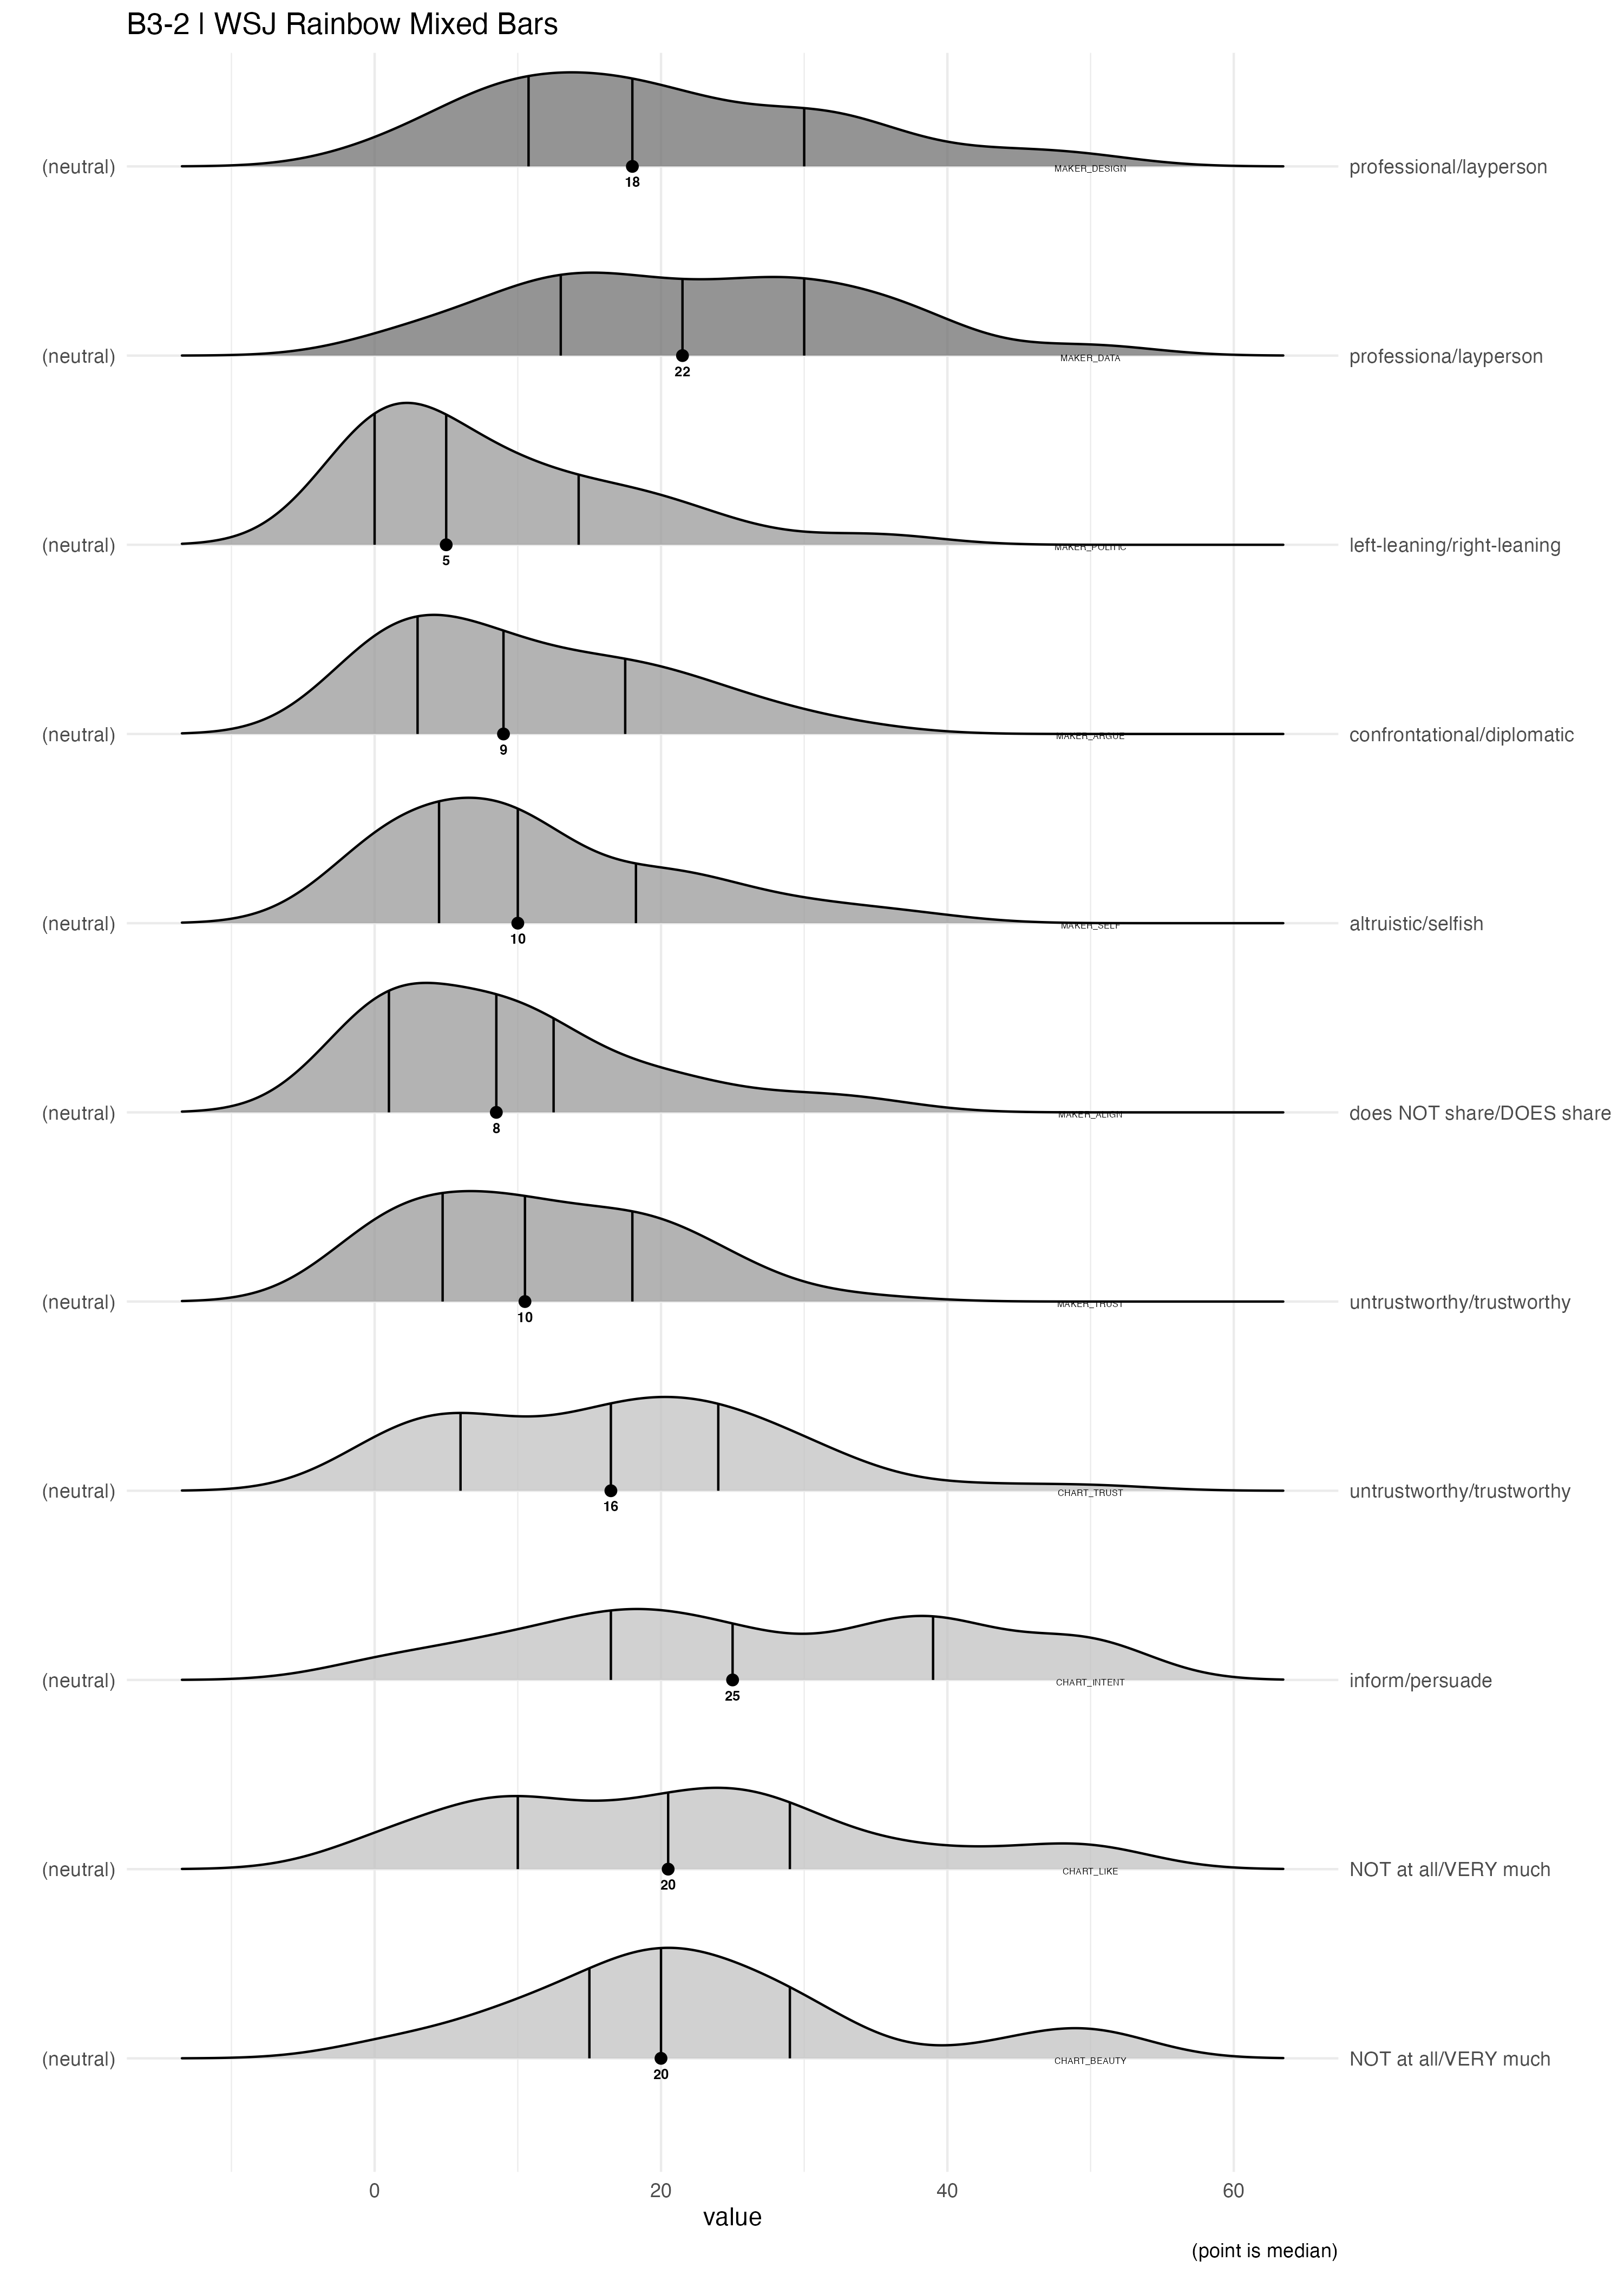 B3-2 | WSJ Rainbow Mixed Bars
(neutral) MAKER_DESIGN professional/layperson
18
(neutral) MAKER_DATA professiona/layperson
22
(neutral) MAKER_POLITIC left-leaning/right-leaning
5
(neutral) MAKER_ARGUE confrontational/diplomatic
9
(neutral) MAKER_SELF altruistic/selfish
10
(neutral) MAKER_ALIGN does NOT share/DOES share
8
(neutral) MAKER_TRUST untrustworthy/trustworthy
10
(neutral) CHART_TRUST untrustworthy/trustworthy
16
(neutral) CHART_INTENT inform/persuade
25
(neutral) CHART_LIKE NOT at all/VERY much
20
(neutral) CHART_BEAUTY NOT at all/VERY much
20
0 20 40 60
value
(point is median)